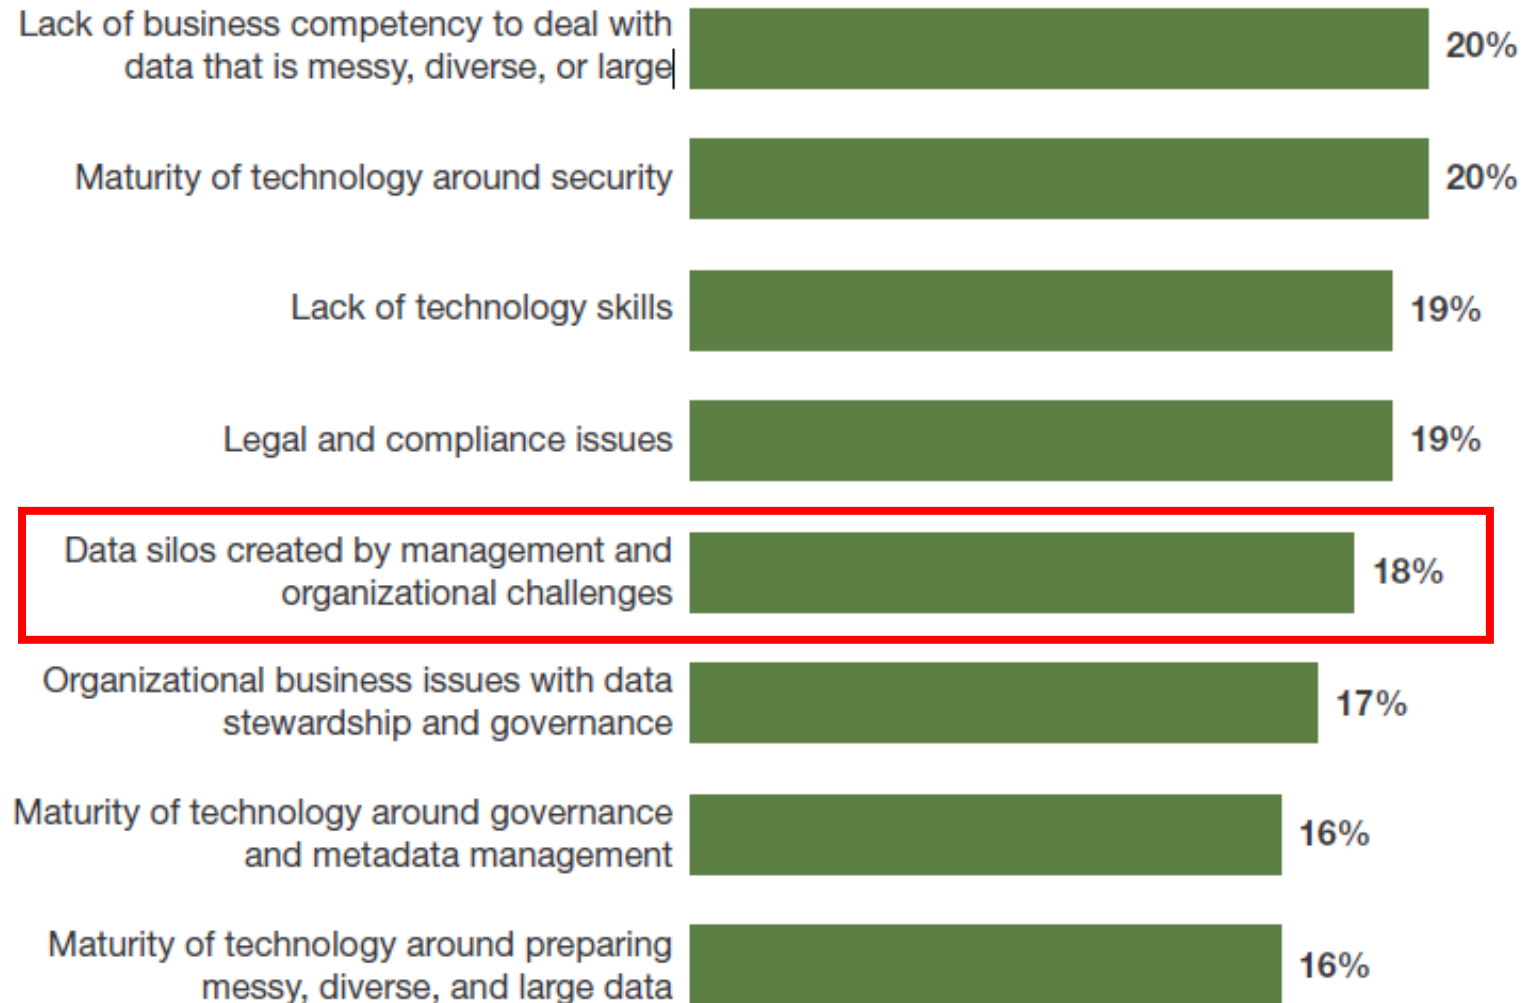 Lack of business competency to deal with
data that is messy, diverse, or large
20%
Maturity of technology around security
20%
Lack of technology skills
19%
Legal and compliance issues
19%
Data silos created by management and
organizational challenges
18%
Organizational business issues with data
stewardship and governance
17%
Maturity of technology around governance
and metadata management
16%
Maturity of technology around preparing
messy, diverse, and large data
16%